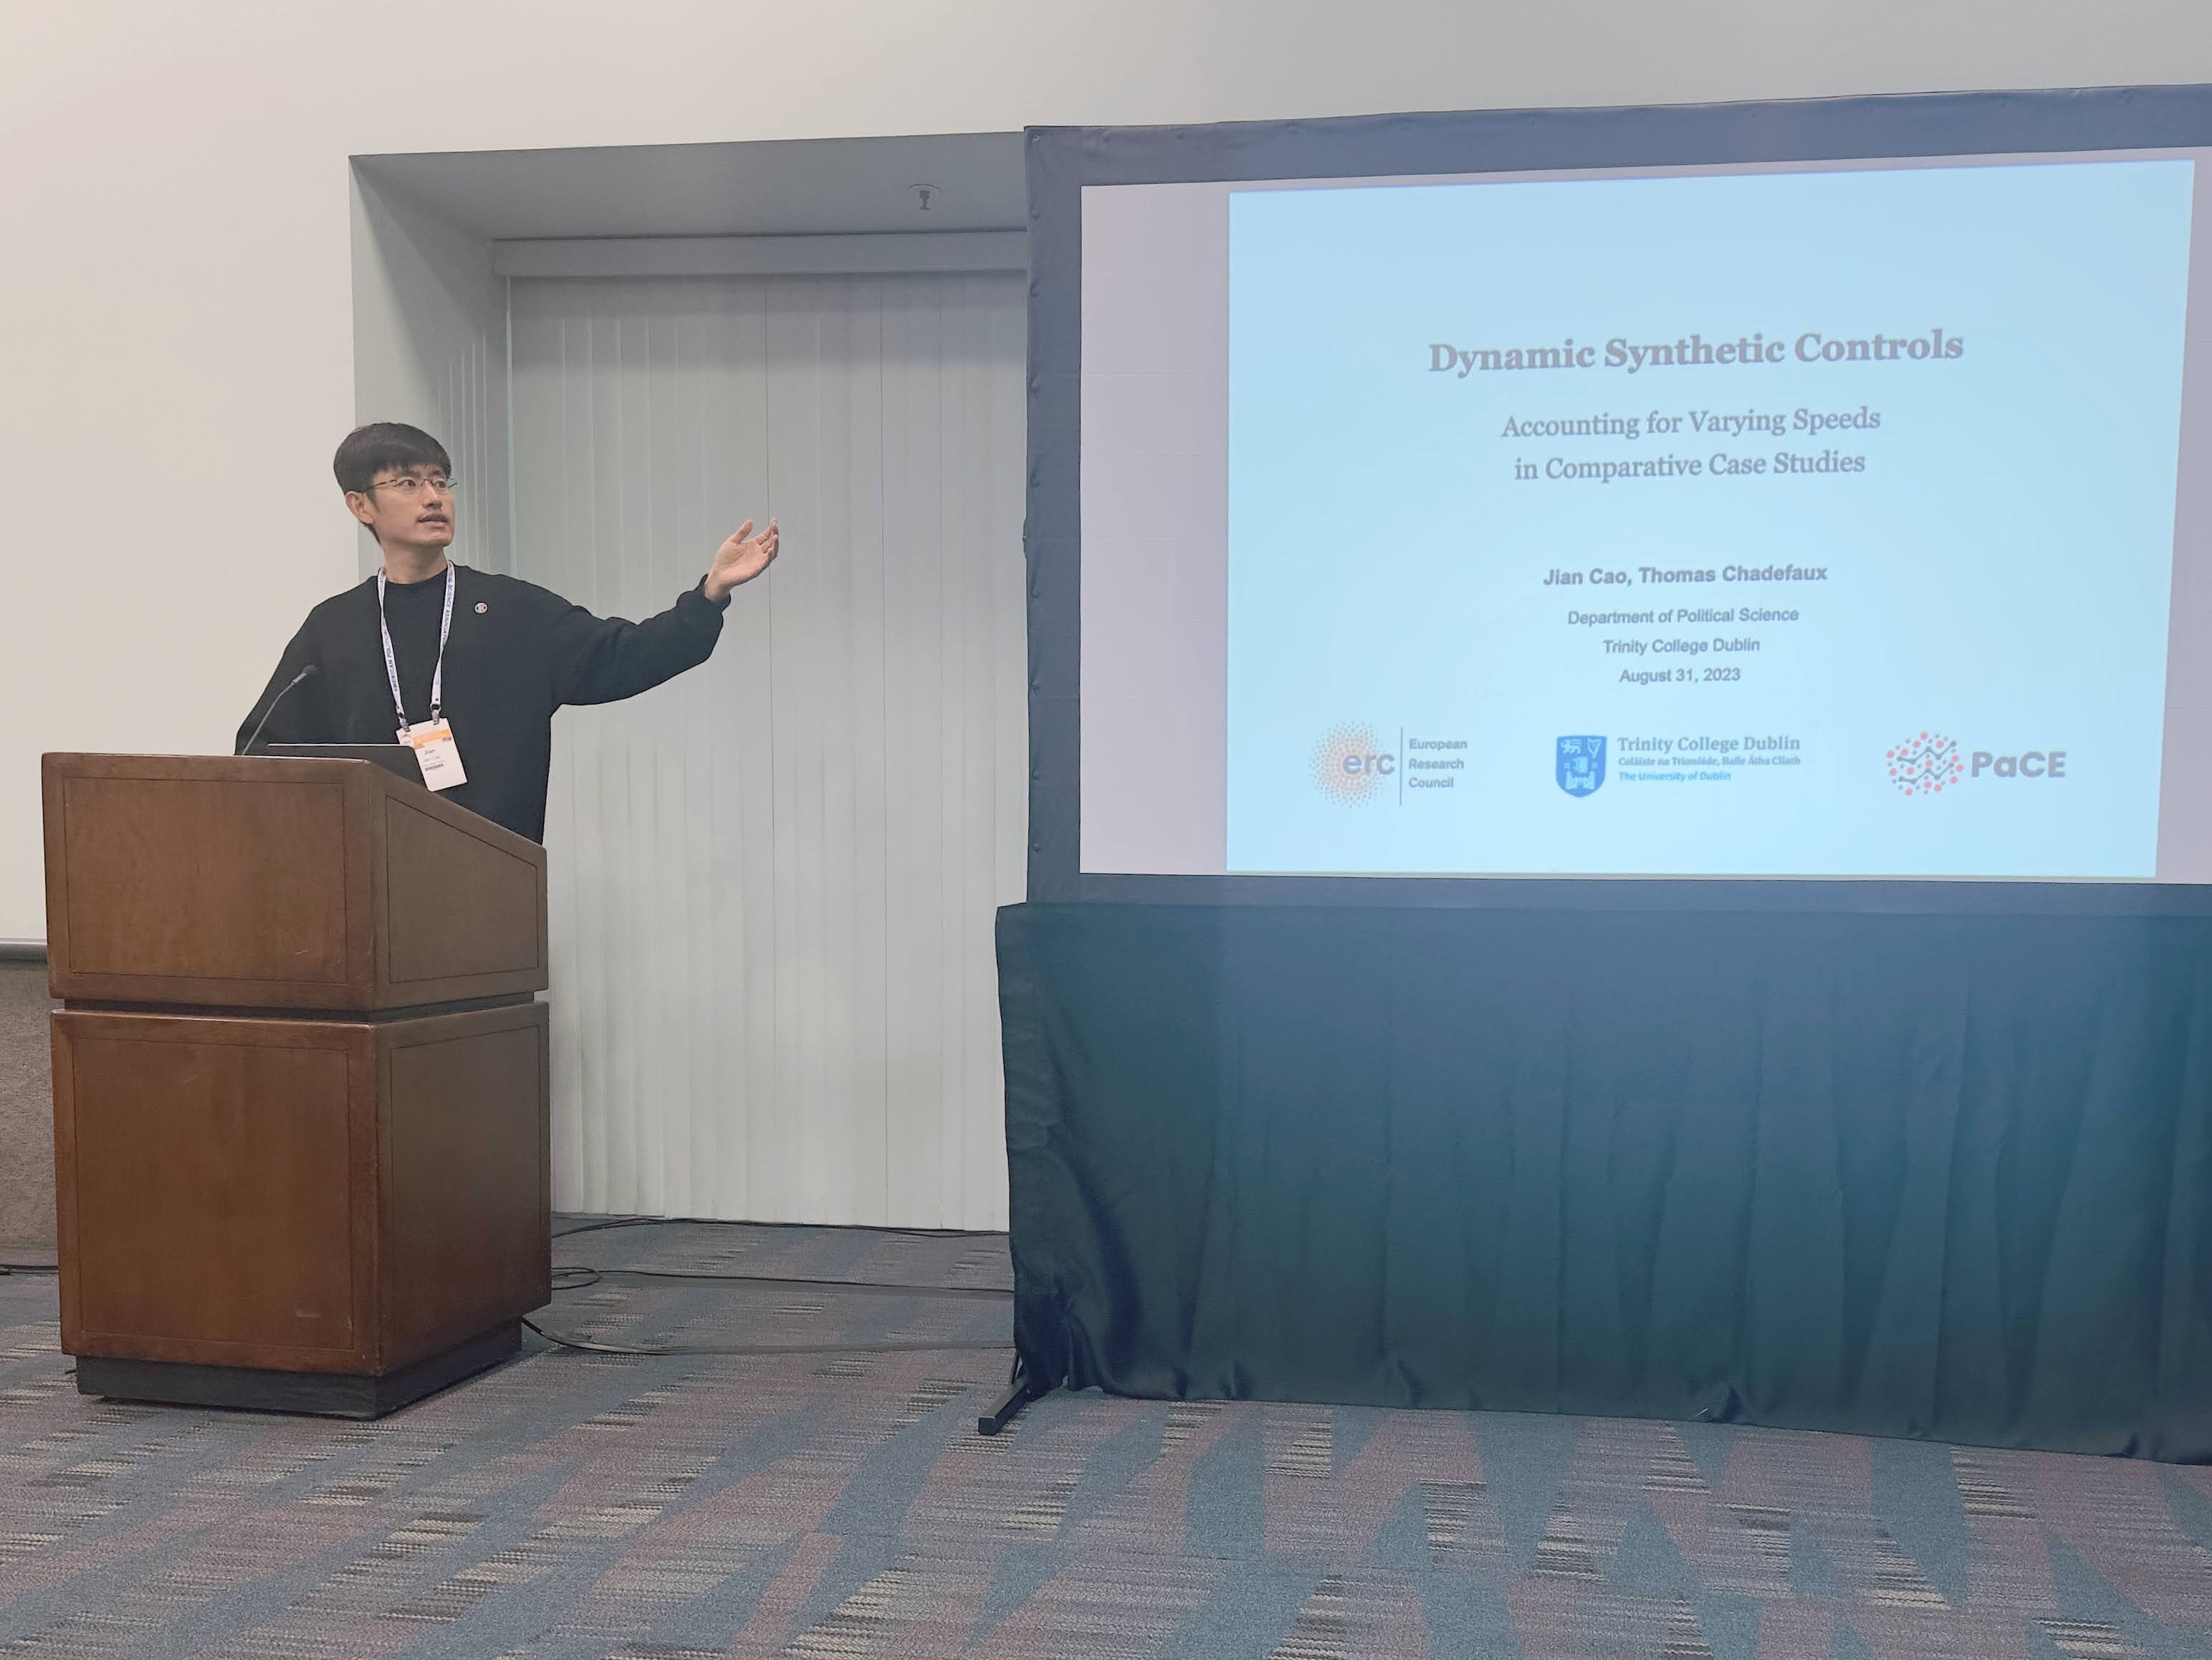 Dynamic Synthetic Controls
Accounting for Varying Speeds
in Comparative Case Studies
Jian Cao, Thomas Chadefaux
Department of Political Science
Trinity College Dublin
August 31, 2023
erc
European
Research
Council
Trinity College Dublin
Coláiste na Tríonóide, Baile Átha Cliath
The University of Dublin
PaCE
Jian